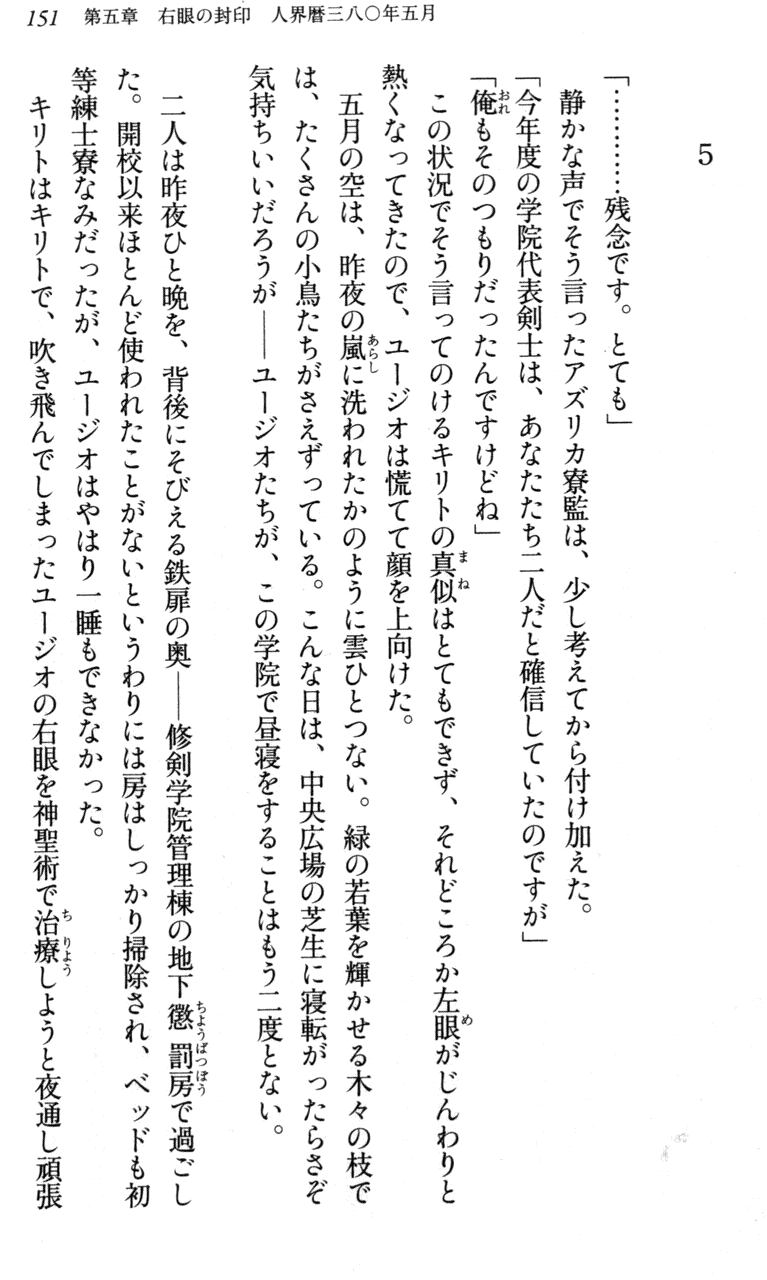 151　第五章　右眼の封印　人界暦三八〇年五月
5
「…………残念です。とても」
　静かな声でそう言ったアズリカ寮監は、少し考えてから付け加えた。
「今年度の学院代表剣士は、あなたたち二人だと確信していたのですが」
「俺もそのつもりだったんですけどね」
　この状況でそう言ってのけるキリトの真似はとてもできず、それどころか左眼がじんわりと
熱くなってきたので、ユージオは慌てて顔を上向けた。
　五月の空は、昨夜の嵐に洗われたかのように雲ひとつない。緑の若葉を輝かせる木々の枝で
は、たくさんの小鳥たちがさえずっている。こんな日は、中央広場の芝生に寝転がったらさぞ
気持ちいいだろうが──ユージオたちが、この学院で昼寝をすることはもう二度とない。
　二人は昨夜ひと晩を、背後にそびえる鉄扉の奥──修剣学院管理棟の地下懲罰房で過ごし
た。開校以来ほとんど使われたことがないというわりには房はしっかり掃除され、ベッドも初
等練士寮なみだったが、ユージオはやはり一睡もできなかった。
　キリトはキリトで、吹き飛んでしまったユージオの右眼を神聖術で治療しようと夜通し頑張